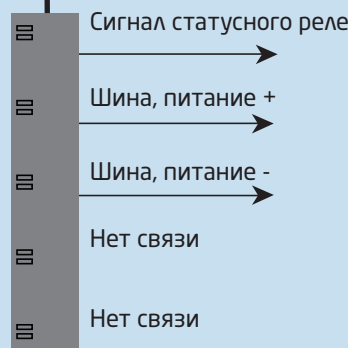 Сигнал статусного реле
Шина, питание +
Шина, питание -
Нет связи
Нет связи